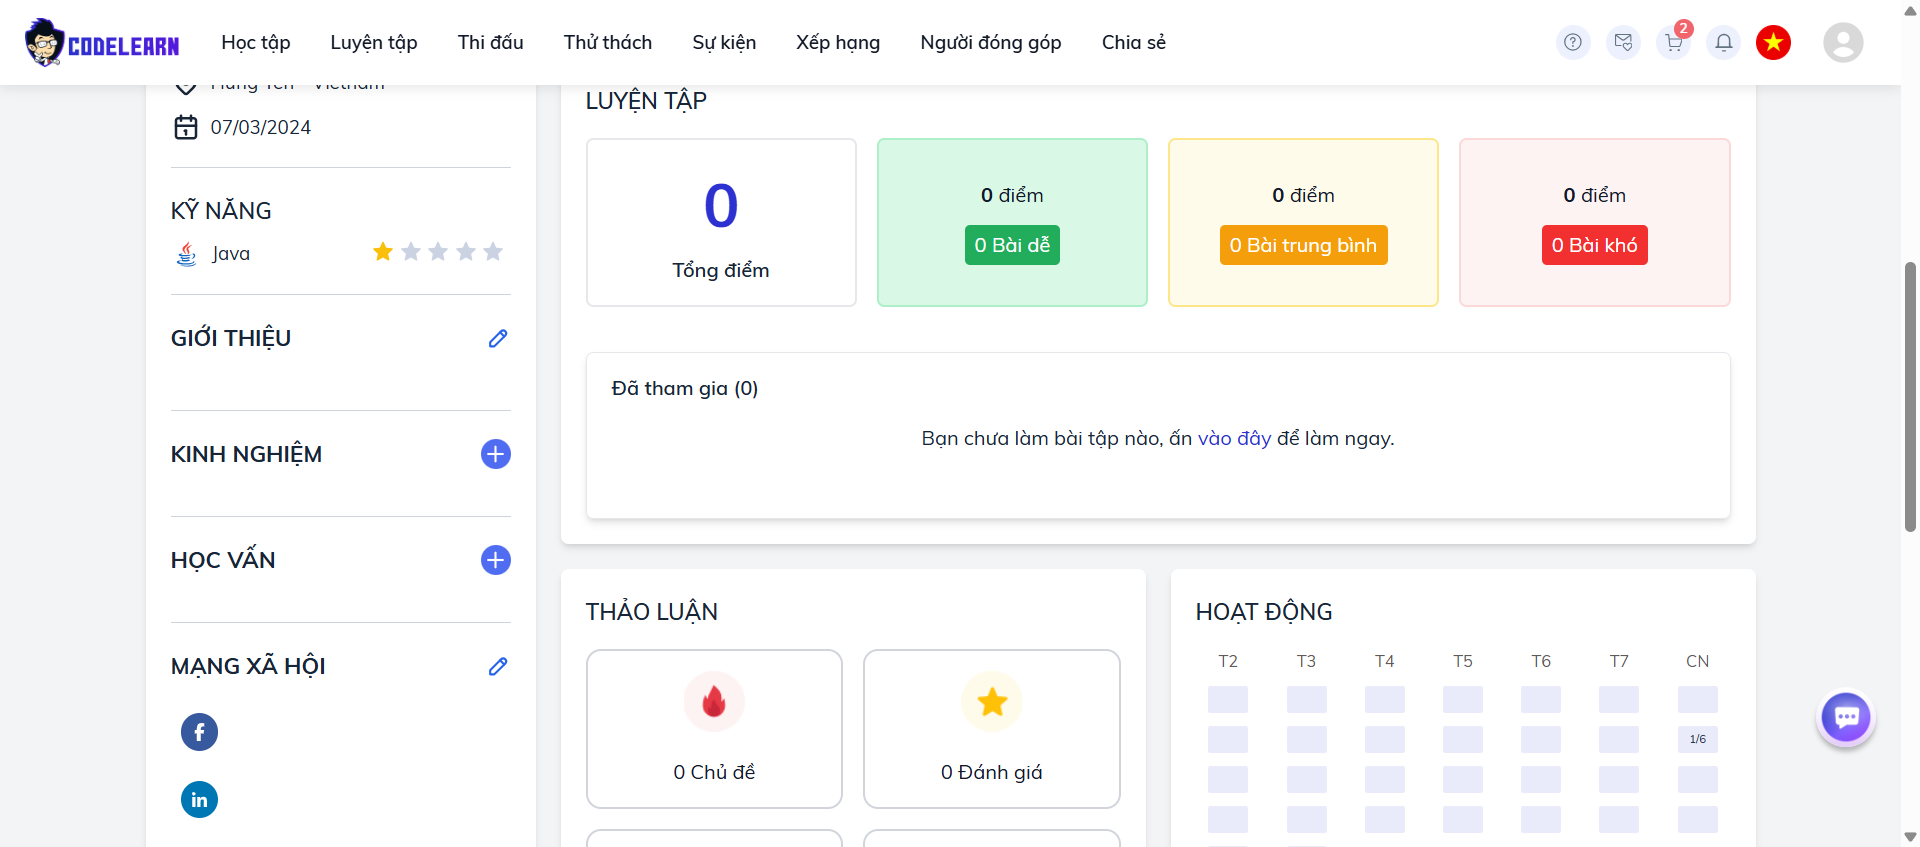 CODELEARN
Học tập
Luyện tập
Thi đấu
Thử thách
Sự kiện
Xếp hạng
Người đóng góp
Chia sẻ
2
Hưng Yên - Vietnam
07/03/2024
KỸ NĂNG
Java
GIỚI THIỆU
KINH NGHIỆM
HỌC VẤN
MẠNG XÃ HỘI
LUYỆN TẬP
0
Tổng điểm
0 điểm
0 Bài dễ
0 điểm
0 Bài trung bình
0 điểm
0 Bài khó
Đã tham gia (0)
Bạn chưa làm bài tập nào, ấn vào đây để làm ngay.
THẢO LUẬN
0 Chủ đề
0 Đánh giá
HOẠT ĐỘNG
T2 T3 T4 T5 T6 T7 CN
1/6